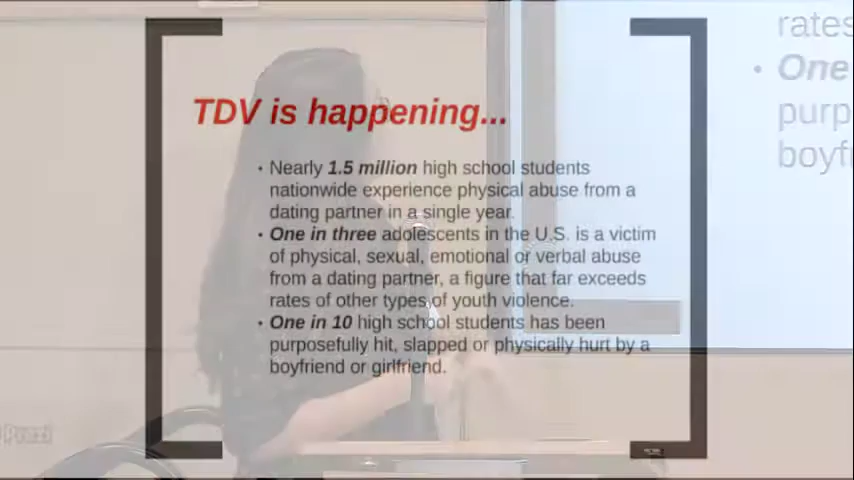 TDV is happening...
• Nearly 1.5 million high school students
nationwide experience physical abuse from a
dating partner in a single year.
• One in three adolescents in the U.S. is a victim
of physical, sexual, emotional or verbal abuse
from a dating partner, a figure that far exceeds
rates of other types of youth violence.
• One in 10 high school students has been
purposefully hit, slapped or physically hurt by a
boyfriend or girlfriend.
rates
• One
purp
boyf
Prezi